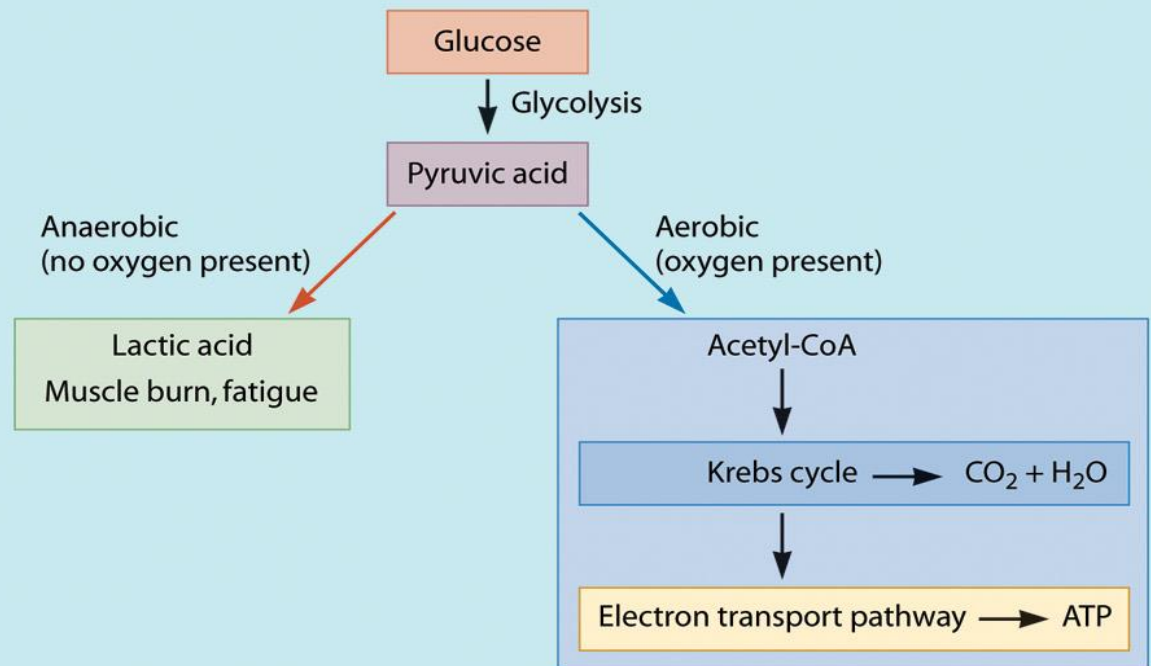 Glucose
Glycolysis
Pyruvic acid
Anaerobic
(no oxygen present)
Aerobic
(oxygen present)
Lactic acid
Muscle burn, fatigue
Acetyl-CoA
Krebs cycle → CO₂ + H₂O
Electron transport pathway → ATP